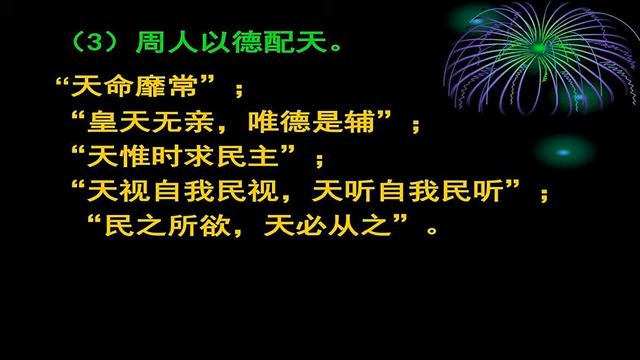 （3）周人以德配天。
“天命靡常”；
“皇天无亲，唯德是辅”；
“天惟时求民主”；
“天视自我民视，天听自我民听”；
“民之所欲，天必从之”。